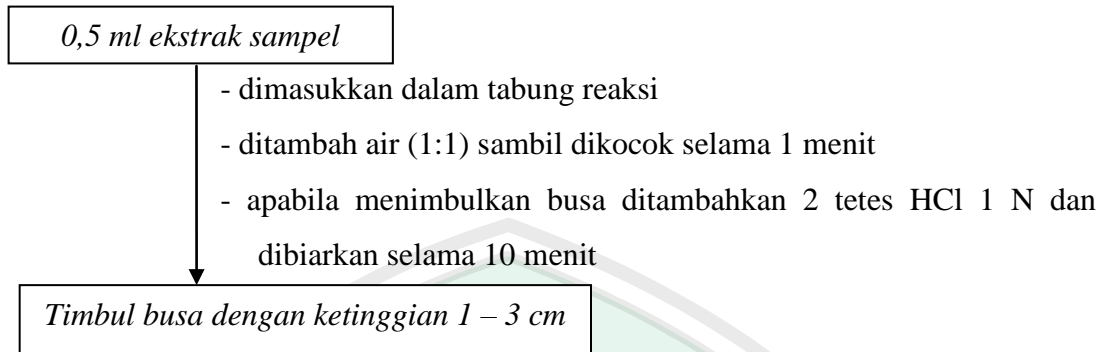 0,5 ml ekstrak sampel
- dimasukkan dalam tabung reaksi
- ditambah air (1:1) sambil dikocok selama 1 menit
- apabila menimbulkan busa ditambahkan 2 tetes HCl 1 N dan
dibiarkan selama 10 menit
Timbul busa dengan ketinggian 1 – 3 cm